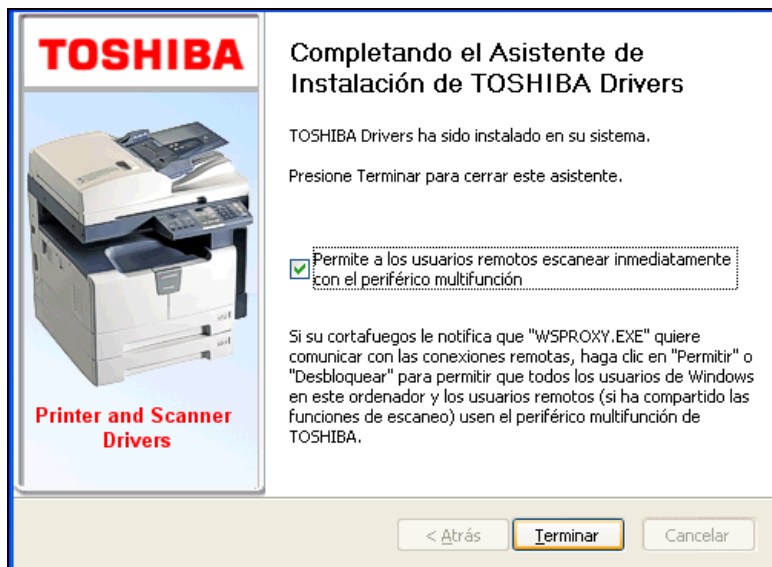 TOSHIBA
Printer and Scanner
Drivers
Completando el Asistente de
Instalación de TOSHIBA Drivers
TOSHIBA Drivers ha sido instalado en su sistema.
Presione Terminar para cerrar este asistente.
Permite a los usuarios remotos escanear inmediatamente
con el periférico multifunción
Si su cortafuegos le notifica que "WSPROXY.EXE" quiere
comunicar con las conexiones remotas, haga clic en "Permitir" o
"Desbloquear" para permitir que todos los usuarios de Windows
en este ordenador y los usuarios remotos (si ha compartido las
funciones de escaneo) usen el periférico multifunción de
TOSHIBA.
< Atrás
Terminar
Cancelar